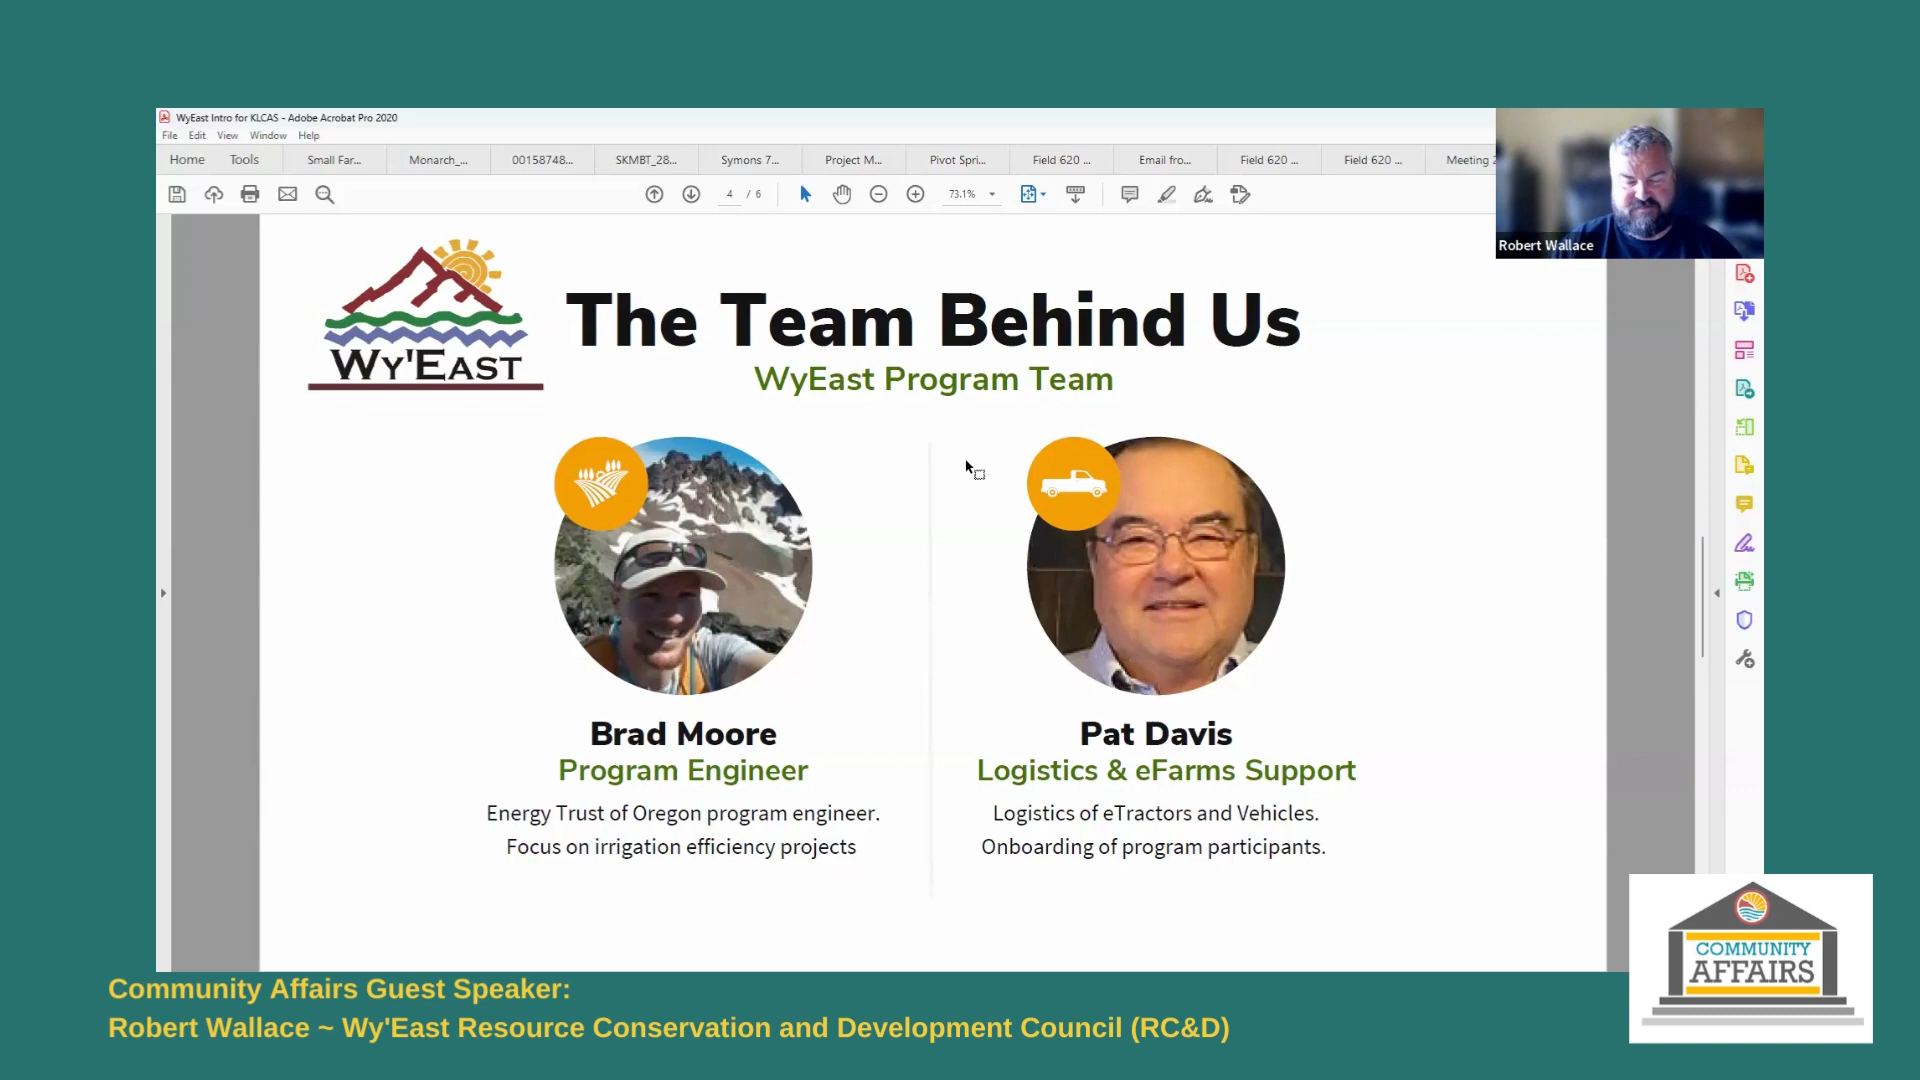 WyEast Intro for KLCAS - Adobe Acrobat Pro 2020
File Edit View Window Help
Home Tools Small Far... Monarch_... 00158748... SKMBT_28... Symons 7... Project M... Pivot Spri... Field 620 ... Email fro... Field 620 ... Field 620 ... Meeting
4 / 6 73.1%
Robert Wallace
WY'EAST
The Team Behind Us
WyEast Program Team
Brad Moore
Program Engineer
Energy Trust of Oregon program engineer.
Focus on irrigation efficiency projects
Pat Davis
Logistics & eFarms Support
Logistics of eTractors and Vehicles.
Onboarding of program participants.
COMMUNITY
AFFAIRS
Community Affairs Guest Speaker:
Robert Wallace ~ Wy'East Resource Conservation and Development Council (RC&D)